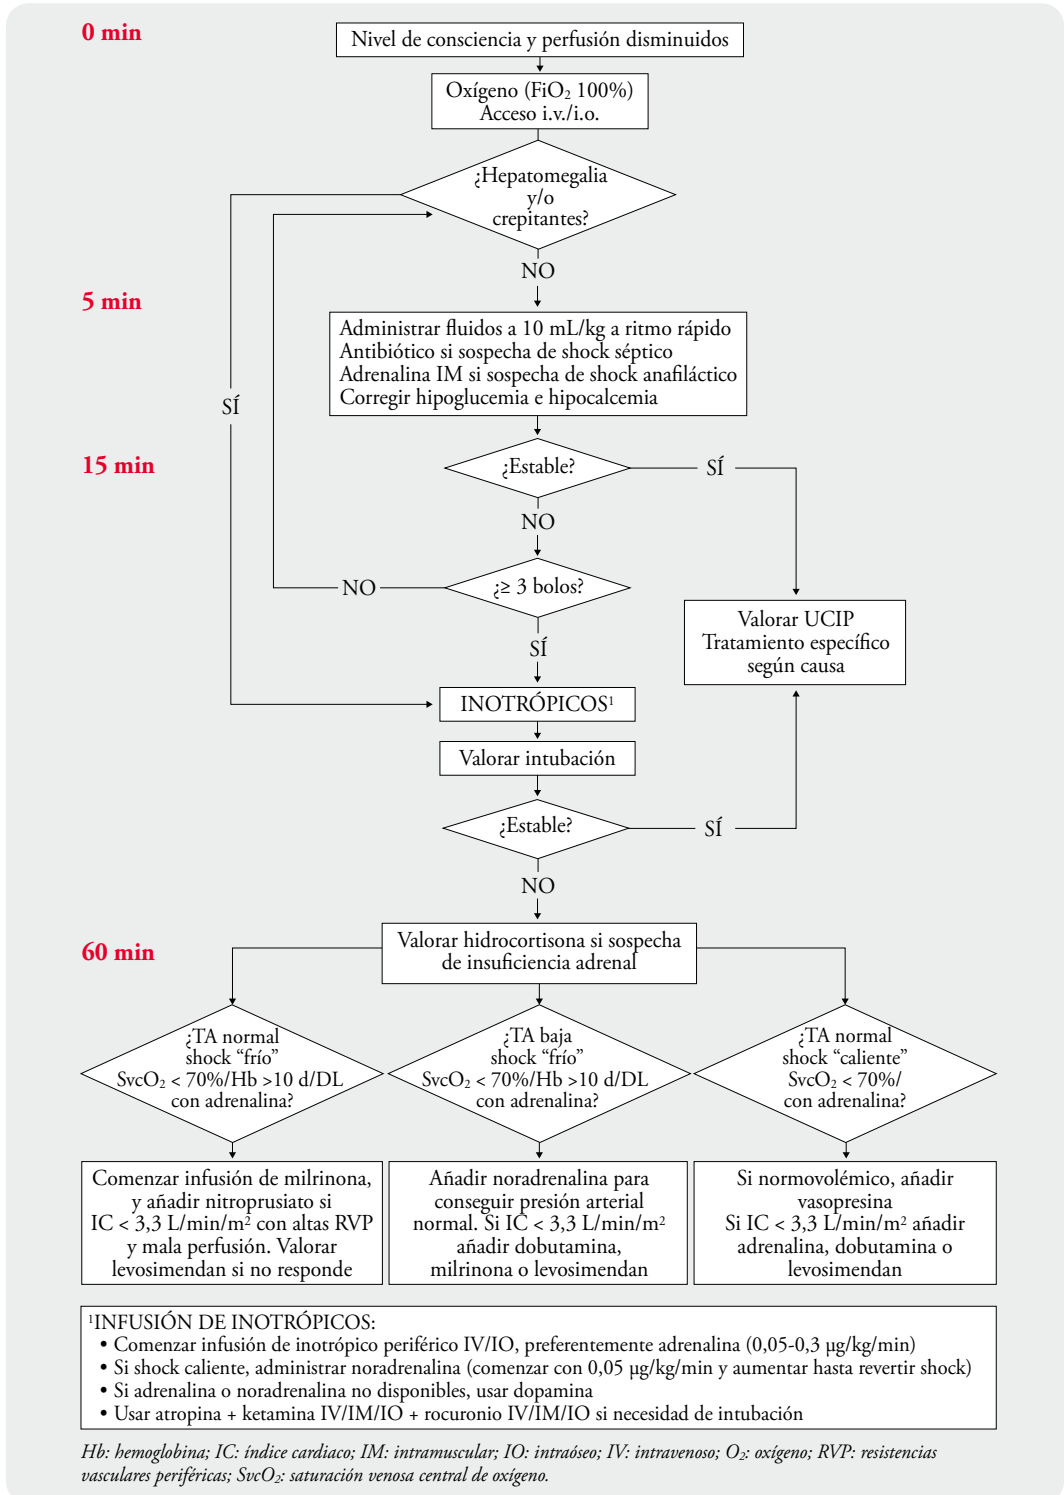 0 min
Nivel de consciencia y perfusión disminuidos
Oxígeno (FiO₂ 100%)
Acceso i.v./i.o.
¿Hepatomegalia
y/o
crepitantes?
NO
5 min
Administrar fluidos a 10 mL/kg a ritmo rápido
Antibiótico si sospecha de shock séptico
Adrenalina IM si sospecha de shock anafiláctico
Corregir hipoglucemia e hipocalcemia
SÍ
15 min
¿Estable?
SÍ
NO
NO
¿≥ 3 bolos?
Valorar UCIP
Tratamiento específico
según causa
SÍ
INOTRÓPICOS¹
Valorar intubación
¿Estable?
SÍ
NO
60 min
Valorar hidrocortisona si sospecha
de insuficiencia adrenal
¿TA normal
shock “frío”
SvcO₂ < 70%/Hb >10 d/DL
con adrenalina?
¿TA baja
shock “frío”
SvcO₂ < 70%/Hb >10 d/DL
con adrenalina?
¿TA normal
shock “caliente”
SvcO₂ < 70%/
con adrenalina?
Comenzar infusión de milrinona,
y añadir nitroprusiato si
IC < 3,3 L/min/m² con altas RVP
y mala perfusión. Valorar
levosimendan si no responde
Añadir noradrenalina para
conseguir presión arterial
normal. Si IC < 3,3 L/min/m²
añadir dobutamina,
milrinona o levosimendan
Si normovolémico, añadir
vasopresina
Si IC < 3,3 L/min/m² añadir
adrenalina, dobutamina o
levosimendan
¹INFUSIÓN DE INOTRÓPICOS:
• Comenzar infusión de inotrópico periférico IV/IO, preferentemente adrenalina (0,05-0,3 µg/kg/min)
• Si shock caliente, administrar noradrenalina (comenzar con 0,05 µg/kg/min y aumentar hasta revertir shock)
• Si adrenalina o noradrenalina no disponibles, usar dopamina
• Usar atropina + ketamina IV/IM/IO + rocuronio IV/IM/IO si necesidad de intubación
Hb: hemoglobina; IC: índice cardiaco; IM: intramuscular; IO: intraóseo; IV: intravenoso; O₂: oxígeno; RVP: resistencias
vasculares periféricas; SvcO₂: saturación venosa central de oxígeno.